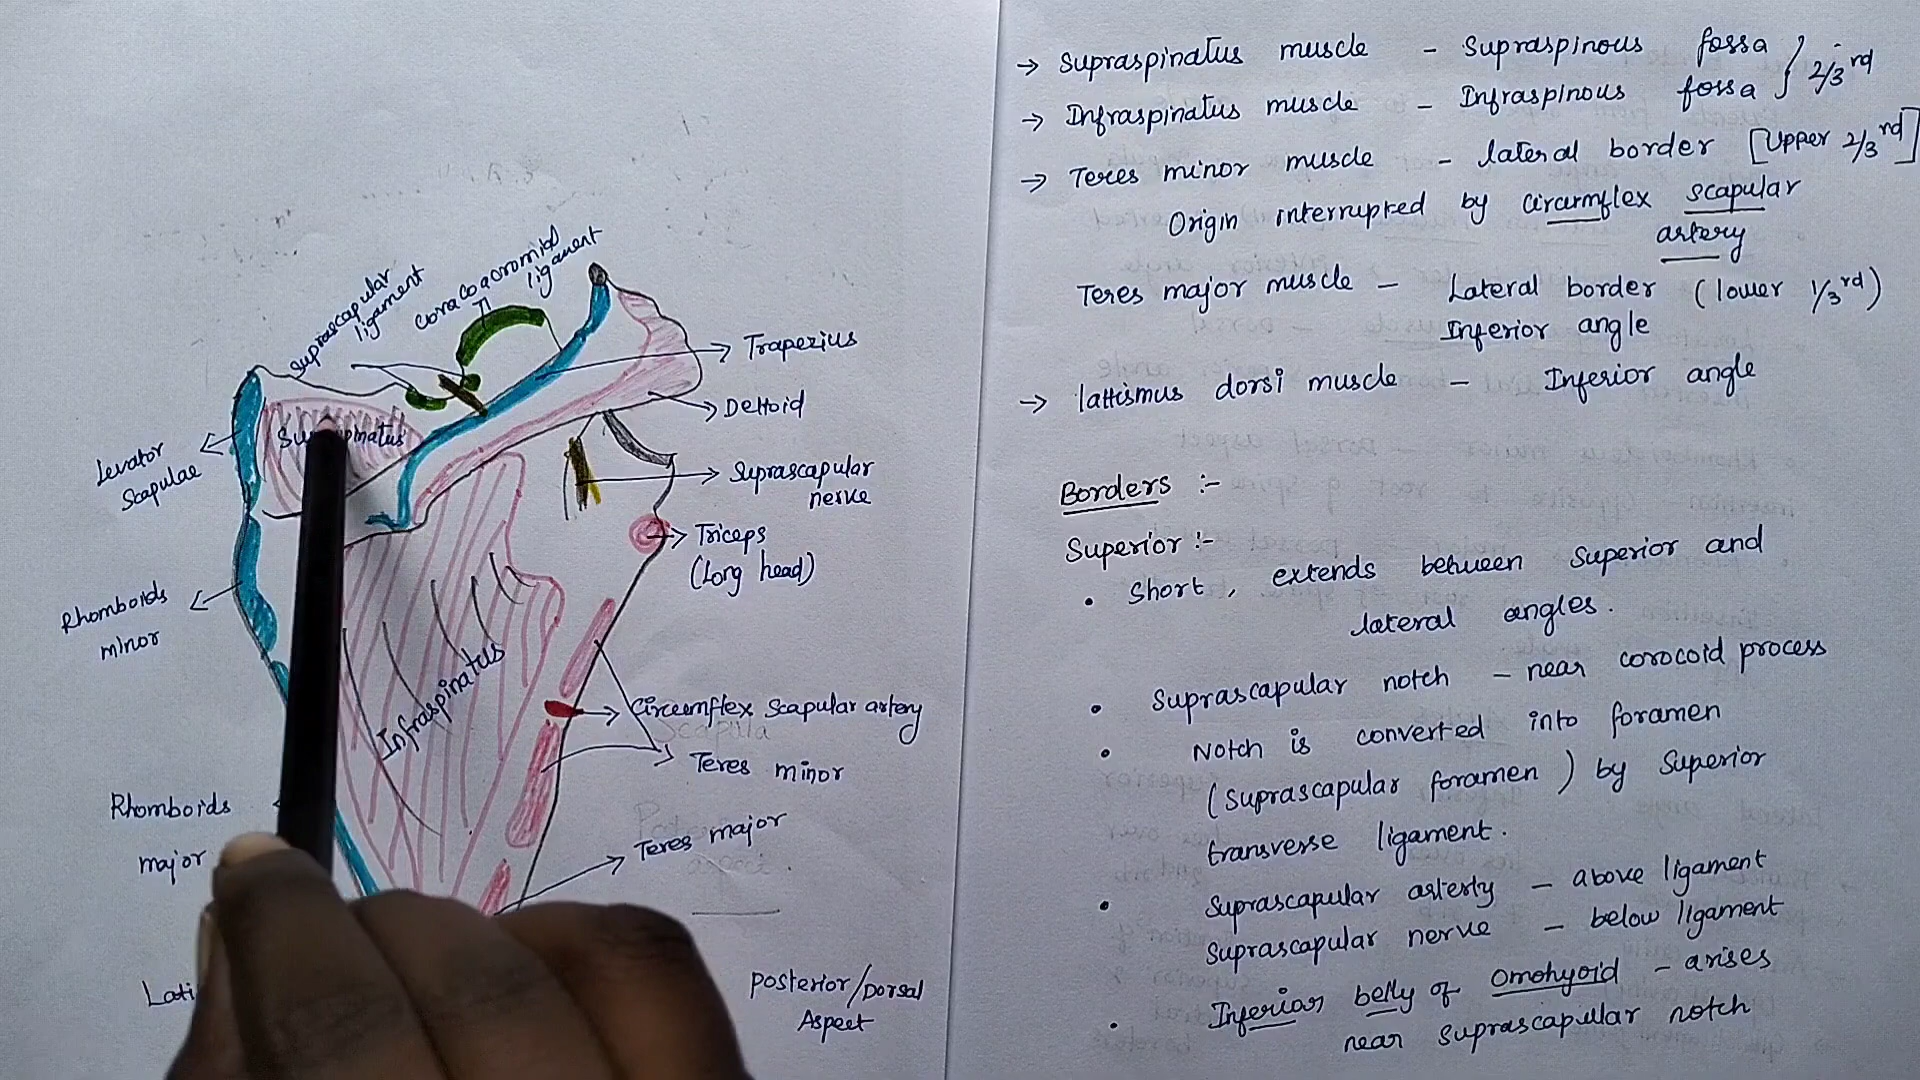 suprascapular
ligament
coracoacromial
ligament
Trapezius
Deltoid
Levator
Scapulae
Suprascapular
nerve
Triceps
(Long head)
Rhomboids
minor
Infraspinatus
Circumflex Scapular artery
Teres minor
Rhomboids
major
Teres major
Posterior/Dorsal
Aspect
→ Supraspinatus muscle - Supraspinous fossa } 2/3rd
→ Infraspinatus muscle - Infraspinous fossa
→ Teres minor muscle - lateral border [Upper 2/3rd]
Origin interrupted by circumflex scapular
artery
Teres major muscle - Lateral border (lower 1/3rd)
Inferior angle
→ lattismus dorsi muscle - Inferior angle
Borders :-
Superior :-
• Short, extends between Superior and
lateral angles.
• Suprascapular notch - near corocoid process
• Notch is converted into foramen
(suprascapular foramen) by Superior
transverse ligament.
• Suprascapular arterty - above ligament
Suprascapular nerve - below ligament
• Inferior belly of Omohyoid - arises
near suprascapullar notch